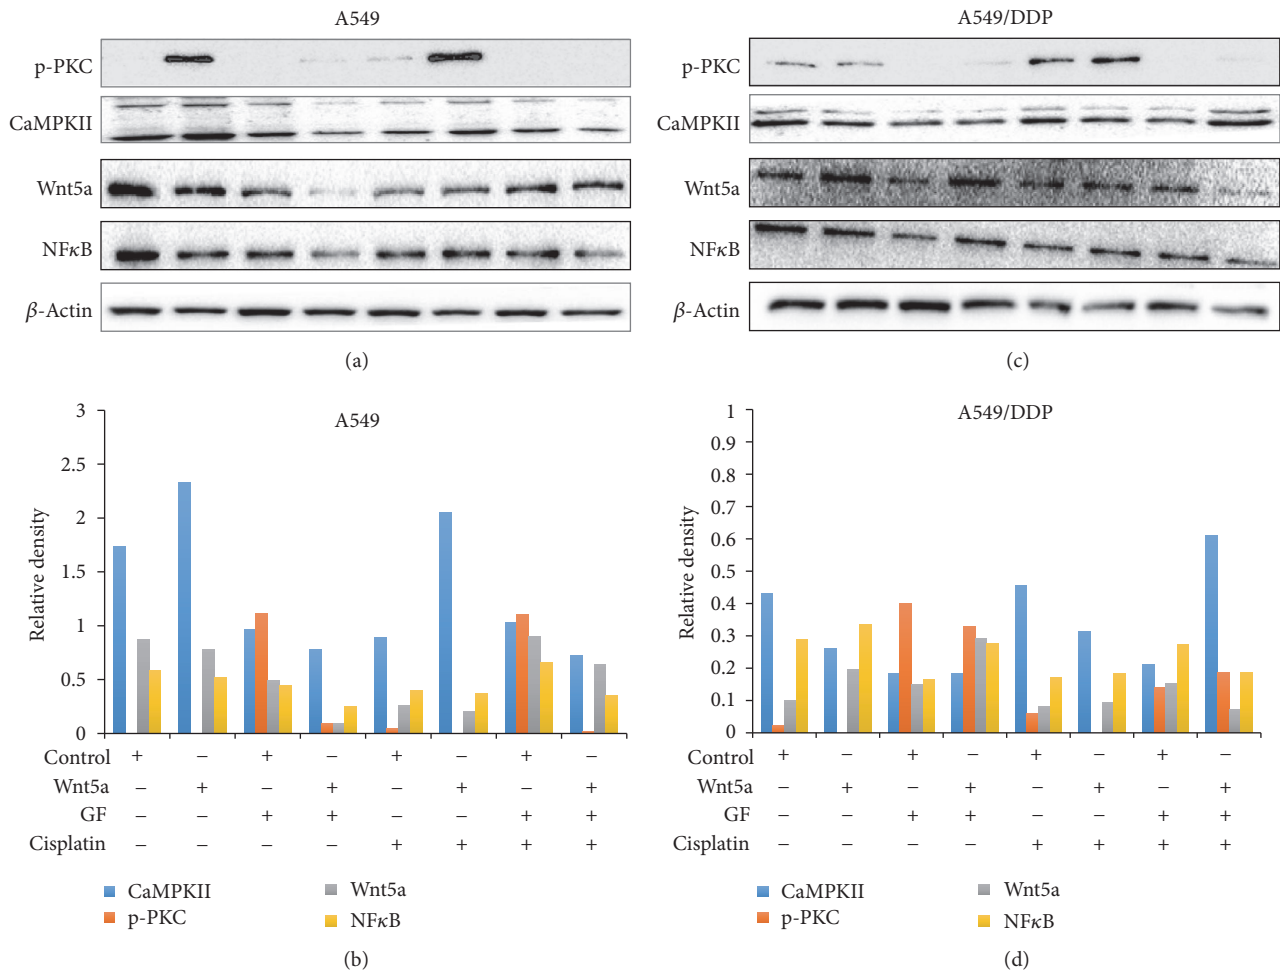 A549
p-PKC
CaMPKII
Wnt5a
NFκB
β-Actin
(a)
A549/DDP
p-PKC
CaMPKII
Wnt5a
NFκB
β-Actin
(c)
A549
Relative density
3
2.5
2
1.5
1
0.5
0
Control + − + − + − + −
Wnt5a − + − + − + − +
GF − − + + − − + +
Cisplatin − − − − + + + +
CaMPKII
p-PKC
Wnt5a
NFκB
(b)
A549/DDP
Relative density
1
0.9
0.8
0.7
0.6
0.5
0.4
0.3
0.2
0.1
0
Control + − + − + − + −
Wnt5a − + − + − + − +
GF − − + + − − + +
Cisplatin − − − − + + + +
CaMPKII
p-PKC
Wnt5a
NFκB
(d)